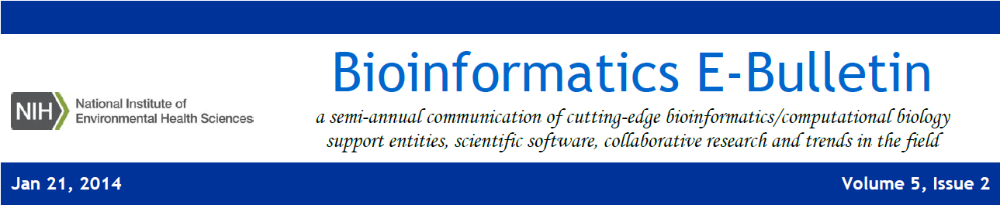 Bioinformatics E-Bulletin
NIH
National Institute of
Environmental Health Sciences
a semi-annual communication of cutting-edge bioinformatics/computational biology
support entities, scientific software, collaborative research and trends in the field
Jan 21, 2014
Volume 5, Issue 2